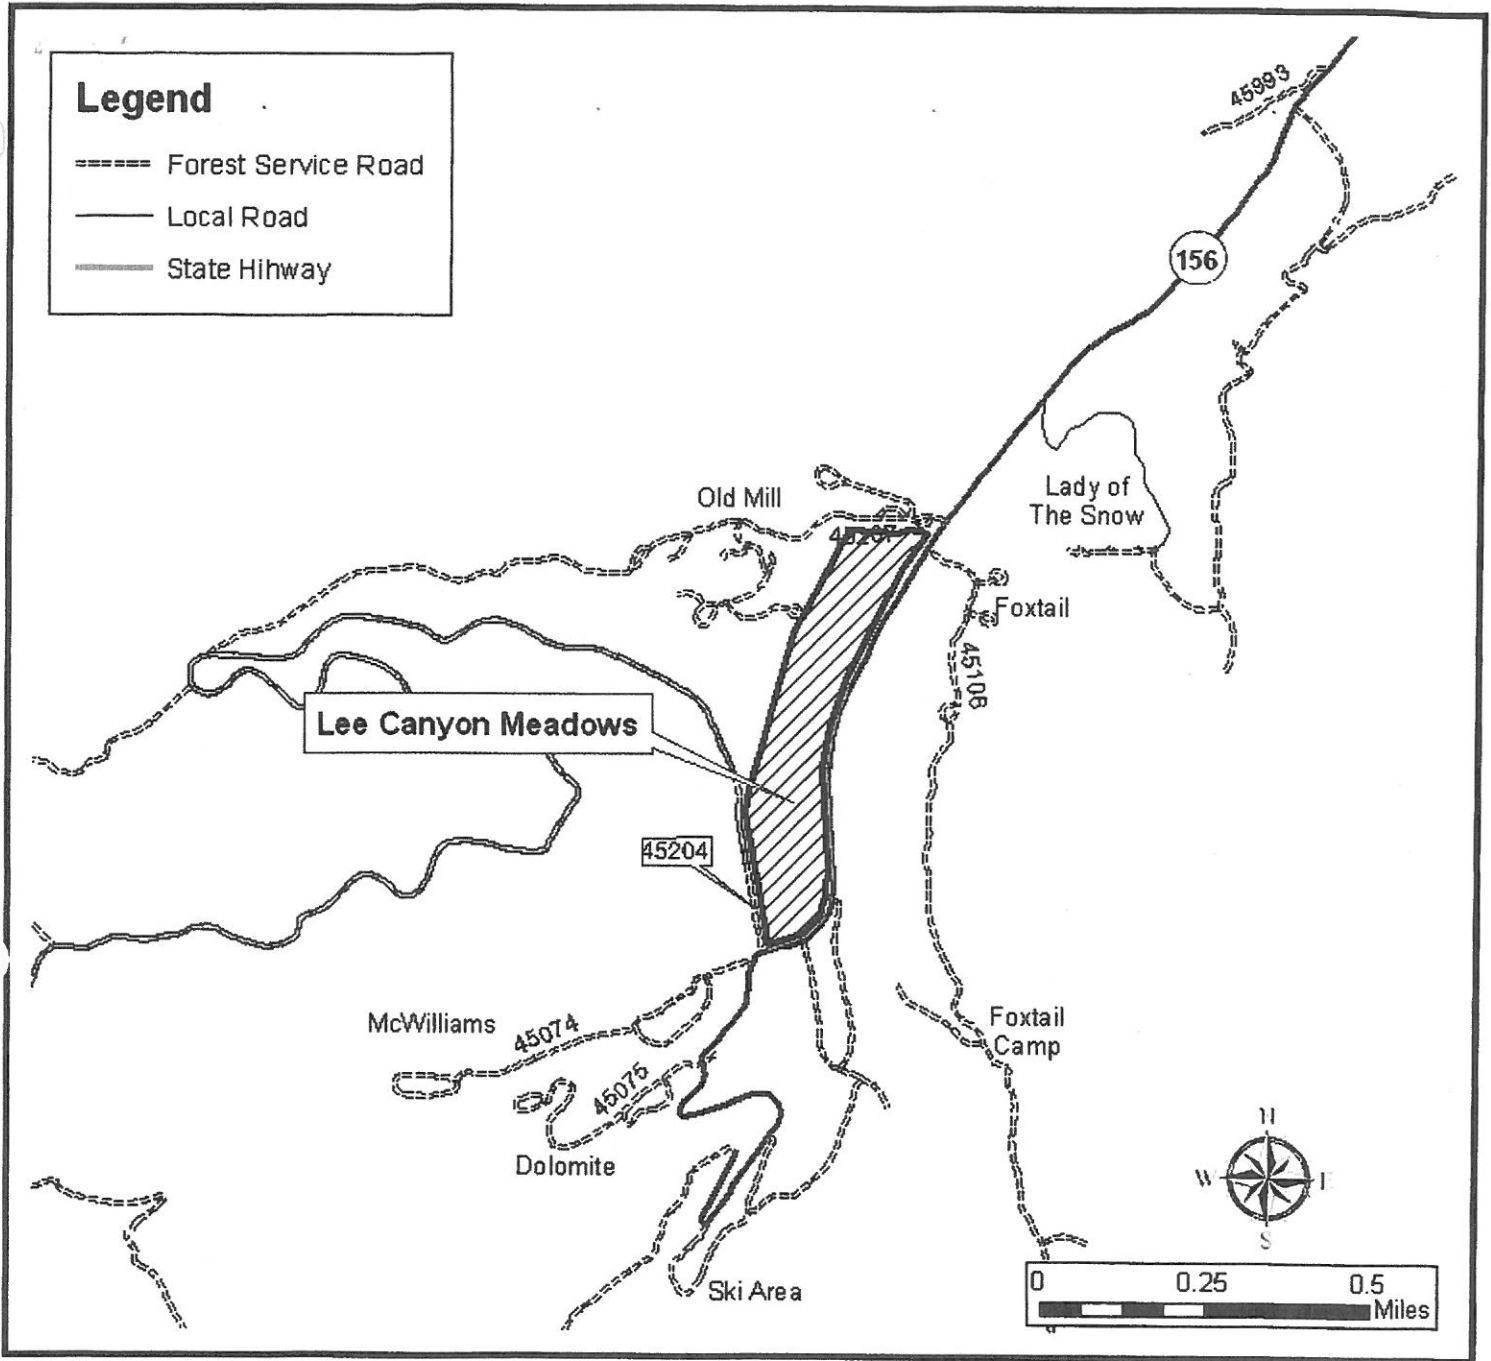 Legend
Forest Service Road
Local Road
State Hihway
45993
156
Lady of
The Snow
Old Mill
45207
Foxtail
45106
Lee Canyon Meadows
45204
McWilliams
45074
45075
Dolomite
Foxtail
Camp
Ski Area
N
W E
S
0 0.25 0.5
Miles